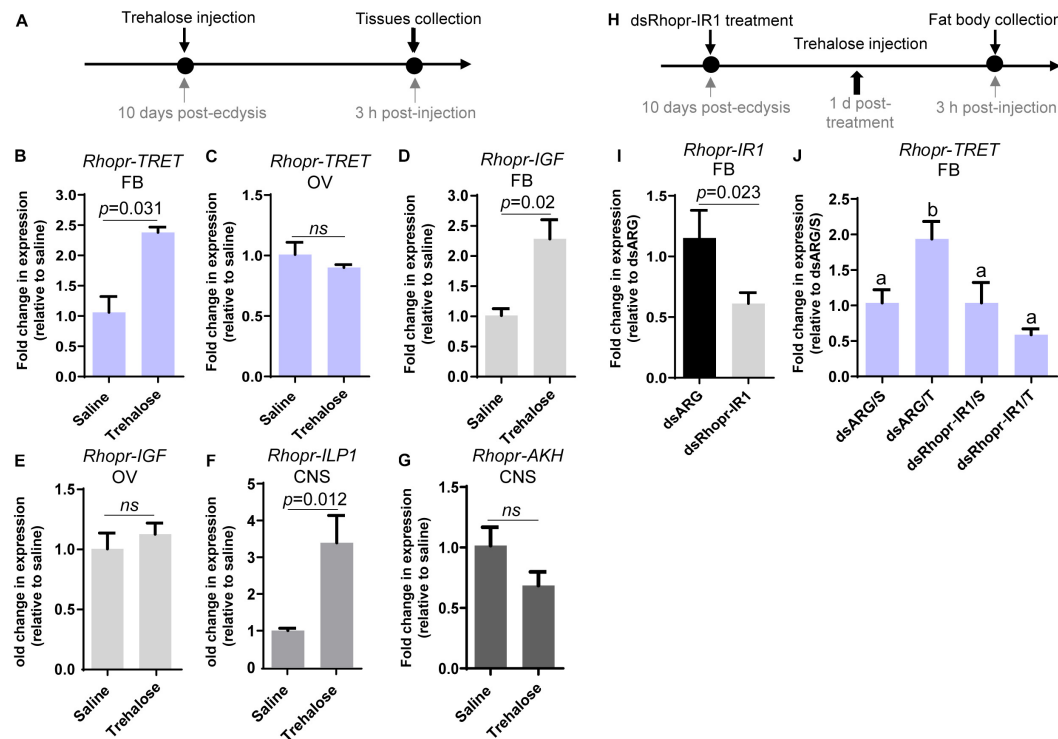 A
Trehalose injection
Tissues collection
10 days post-ecdysis
3 h post-injection
H
dsRhopr-IR1 treatment
Fat body collection
Trehalose injection
10 days post-ecdysis
1 d post-
treatment
3 h post-injection
B
Rhopr-TRET
FB
p=0.031
Fold change in expression
(relative to saline)
3.0
2.5
2.0
1.5
1.0
0.5
0.0
Saline
Trehalose
C
Rhopr-TRET
OV
ns
Fold change in expression
(relative to saline)
1.5
1.0
0.5
0.0
Saline
Trehalose
D
Rhopr-IGF
FB
p=0.02
Fold change in expression
(relative to saline)
3.0
2.5
2.0
1.5
1.0
0.5
0.0
Saline
Trehalose
I
Rhopr-IR1
FB
p=0.023
Fold change in expression
(relative to dsARG)
1.5
1.0
0.5
0.0
dsARG
dsRhopr-IR1
J
Rhopr-TRET
FB
Fold change in expression
(relative to dsARG/S)
2.5
2.0
1.5
1.0
0.5
0.0
a
b
a
a
dsARG/S
dsARG/T
dsRhopr-IR1/S
dsRhopr-IR1/T
E
Rhopr-IGF
OV
ns
old change in expression
(relative to saline)
1.5
1.0
0.5
0.0
Saline
Trehalose
F
Rhopr-ILP1
CNS
p=0.012
old change in expression
(relative to saline)
5
4
3
2
1
0
Saline
Trehalose
G
Rhopr-AKH
CNS
ns
Fold change in expression
(relative to saline)
1.5
1.0
0.5
0.0
Saline
Trehalose